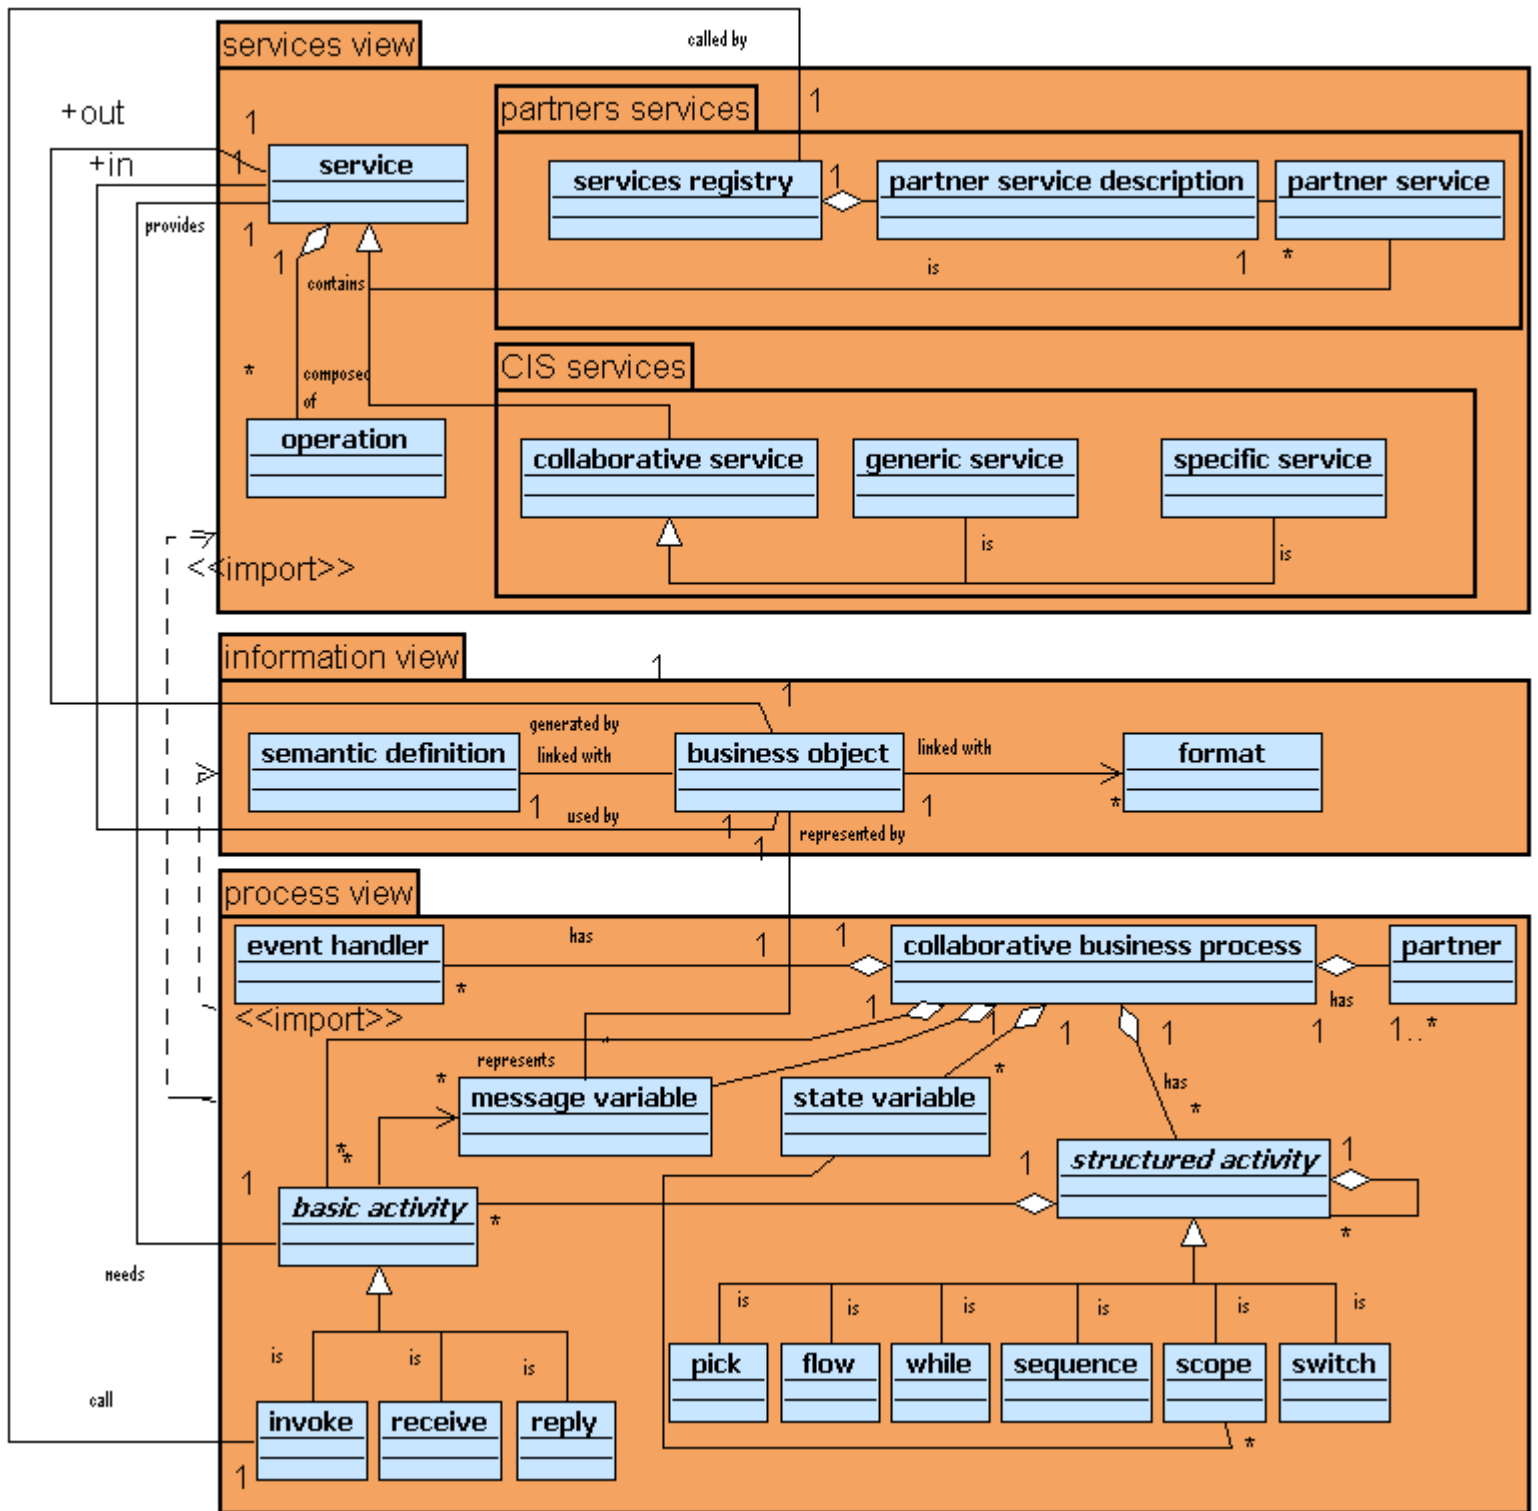 called by
services view
1
partners services
+out
1
+in
1
service
services registry
1
partner service description
partner service
provides
1
1
is
1
*
contains
CIS services
*
composed
of
operation
collaborative service
generic service
specific service
is
is
<<import>>
information view
1
1
generated by
linked with
semantic definition
business object
linked with
format
1
used by
1
1
represented by
1
*
process view
event handler
has
1
1
collaborative business process
partner
*
<<import>>
1
1
1
1
1
has
1..*
represents
*
message variable
state variable
*
has
*
**
1
basic activity
*
1
structured activity
1
*
needs
is
is
is
is
is
is
pick
flow
while
sequence
scope
switch
is
is
is
call
invoke
receive
reply
*
1